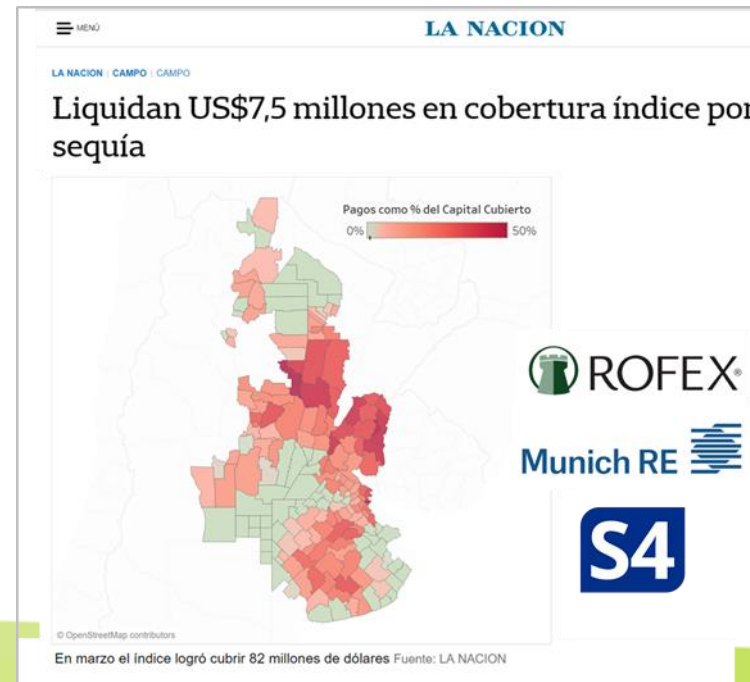 MENÚ
LA NACION
LA NACION | CAMPO | CAMPO
Liquidan US$7,5 millones en cobertura índice por
sequía
Pagos como % del Capital Cubierto
0% 50%
ROFEX®
Munich RE
S4
© OpenStreetMap contributors
En marzo el índice logró cubrir 82 millones de dólares Fuente: LA NACION